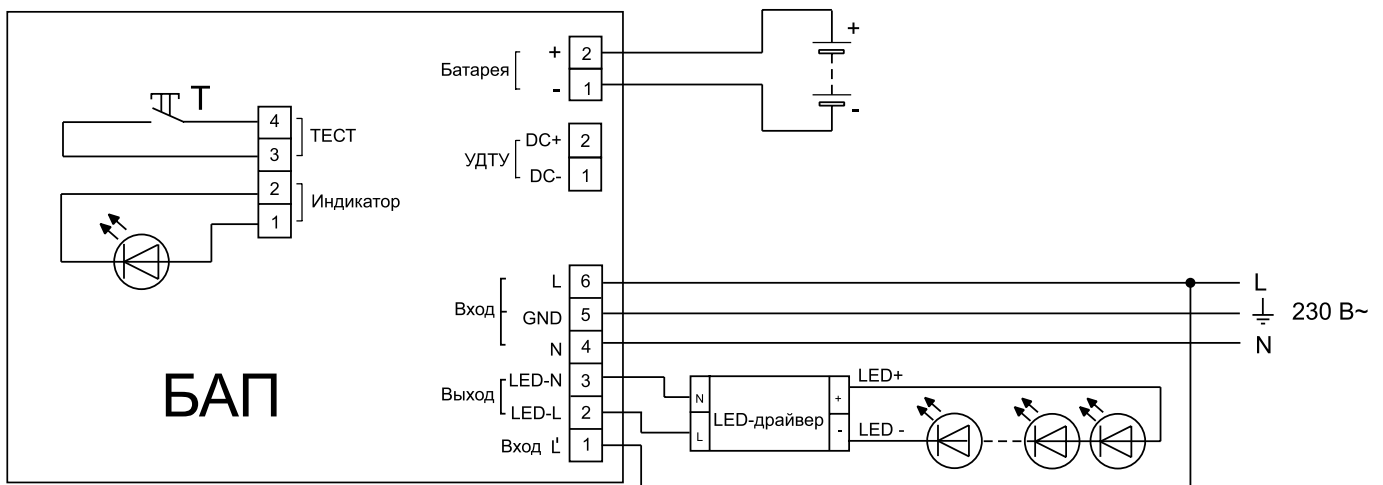 + 2
Батарея
- 1
+
-
T
4
ТЕСТ
3
2
Индикатор
1
DC+ 2
УДТУ
DC- 1
L 6
Вход
GND 5
N 4
L
230 В~
N
БАП
LED-N 3
Выход
LED-L 2
Вход L' 1
N
L
LED-драйвер
+
-
LED+
LED -